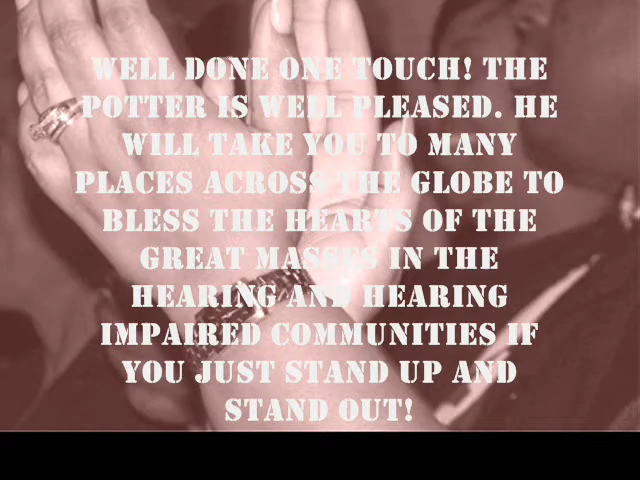 WELL DONE ONE TOUCH! THE
POTTER IS WELL PLEASED. HE
WILL TAKE YOU TO MANY
PLACES ACROSS THE GLOBE TO
BLESS THE HEARTS OF THE
GREAT MASSES IN THE
HEARING AND HEARING
IMPAIRED COMMUNITIES IF
YOU JUST STAND UP AND
STAND OUT!